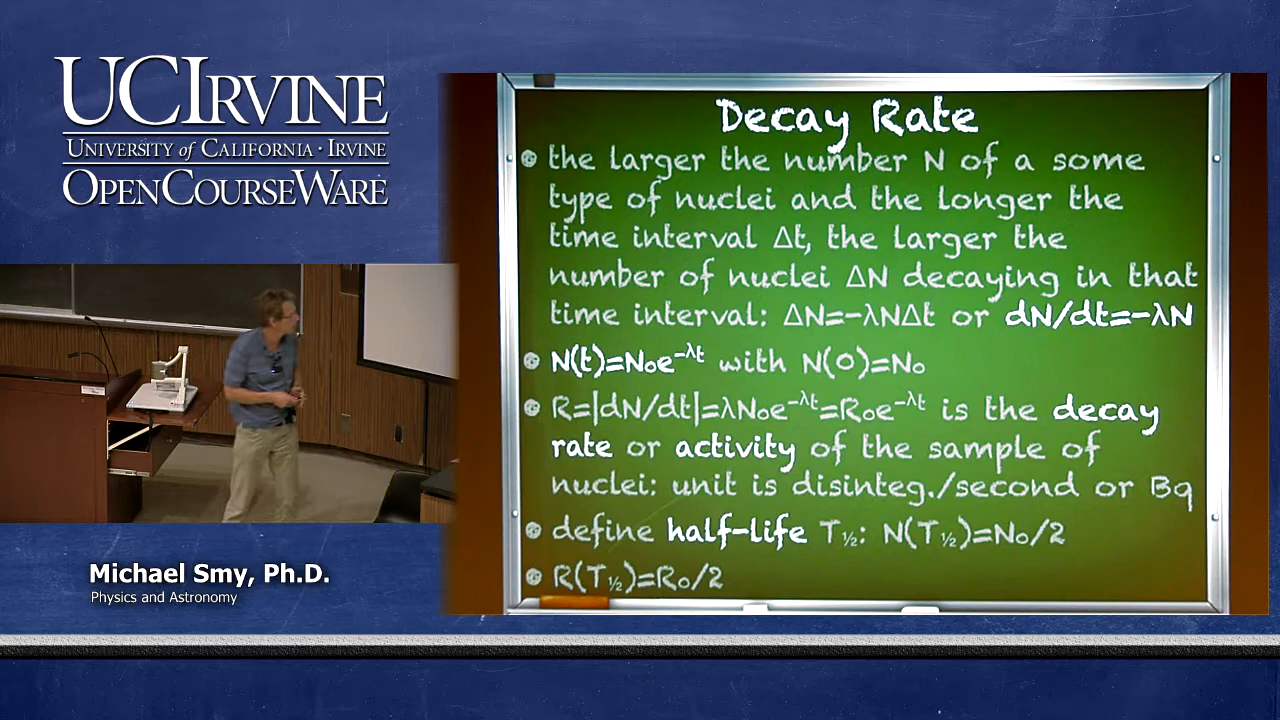 UCIRVINE
UNIVERSITY of CALIFORNIA · IRVINE
OPENCOURSEWARE
Decay Rate
the larger the number N of a some
type of nuclei and the longer the
time interval Δt, the larger the
number of nuclei ΔN decaying in that
time interval: ΔN=-λNΔt or dN/dt=-λN
N(t)=N₀e^-λt with N(0)=N₀
R=|dN/dt|=λN₀e^-λt=R₀e^-λt is the decay
rate or activity of the sample of
nuclei: unit is disinteg./second or Bq
define half-life T½: N(T½)=N₀/2
R(T½)=R₀/2
Michael Smy, Ph.D.
Physics and Astronomy